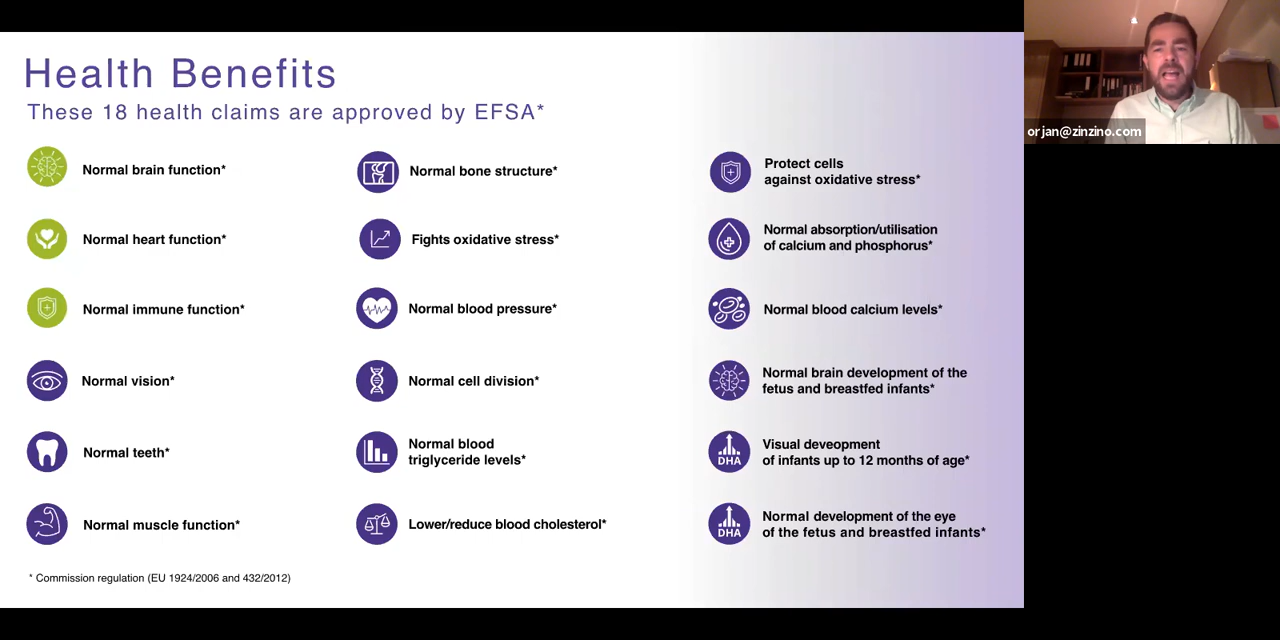 Health Benefits
These 18 health claims are approved by EFSA*
Normal brain function*
Normal heart function*
Normal immune function*
Normal vision*
Normal teeth*
Normal muscle function*
Normal bone structure*
Fights oxidative stress*
Normal blood pressure*
Normal cell division*
Normal blood
triglyceride levels*
Lower/reduce blood cholesterol*
Protect cells
against oxidative stress*
Normal absorption/utilisation
of calcium and phosphorus*
Normal blood calcium levels*
Normal brain development of the
fetus and breastfed infants*
DHA
Visual deveopment
of infants up to 12 months of age*
DHA
Normal development of the eye
of the fetus and breastfed infants*
* Commission regulation (EU 1924/2006 and 432/2012)
orjan@zinzino.com